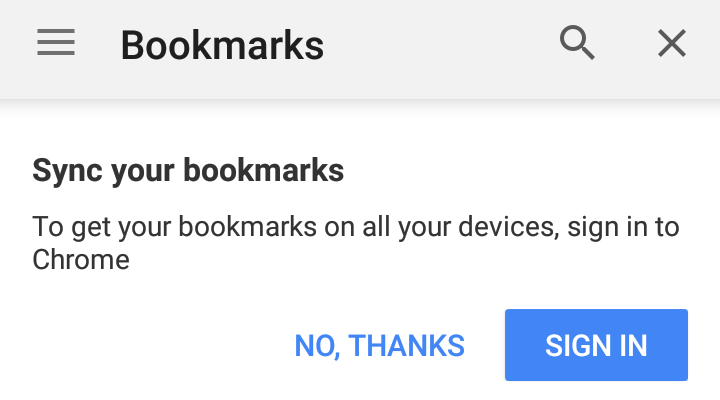 Bookmarks
Sync your bookmarks
To get your bookmarks on all your devices, sign in to
Chrome
NO, THANKS
SIGN IN